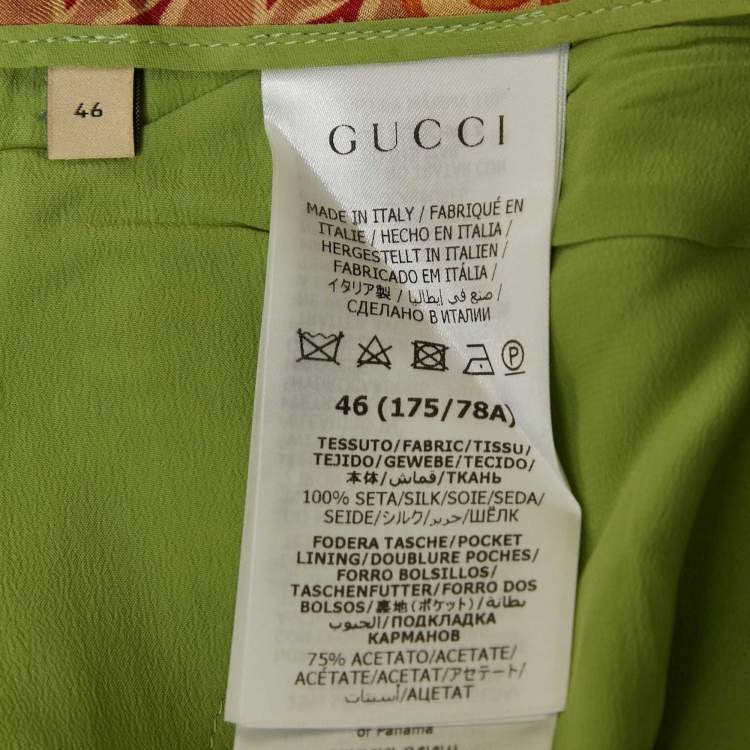 46
GUCCI
MADE IN ITALY / FABRIQUÉ EN
ITALIE / HECHO EN ITALIA /
HERGESTELLT IN ITALIEN /
FABRICADO EM ITÁLIA /
イタリア製 / صنع في إيطاليا /
СДЕЛАНО В ИТАЛИИ
P
46 (175/78A)
TESSUTO/FABRIC/TISSU/
TEJIDO/GEWEBE/TECIDO/
本体/قماش/ТКАНЬ
100% SETA/SILK/SOIE/SEDA/
SEIDE/シルク/حرير/ШЁЛК
FODERA TASCHE/POCKET
LINING/DOUBLURE POCHES/
FORRO BOLSILLOS/
TASCHENFUTTER/FORRO DOS
BOLSOS/裏地(ポケット)/بطانة
الجيوب/ПОДКЛАДКА
КАРМАНОВ
75% ACETATO/ACETATE/
ACÉTATE/ACETAT/アセテート/
أسيتات/АЦЕТАТ
of Panama